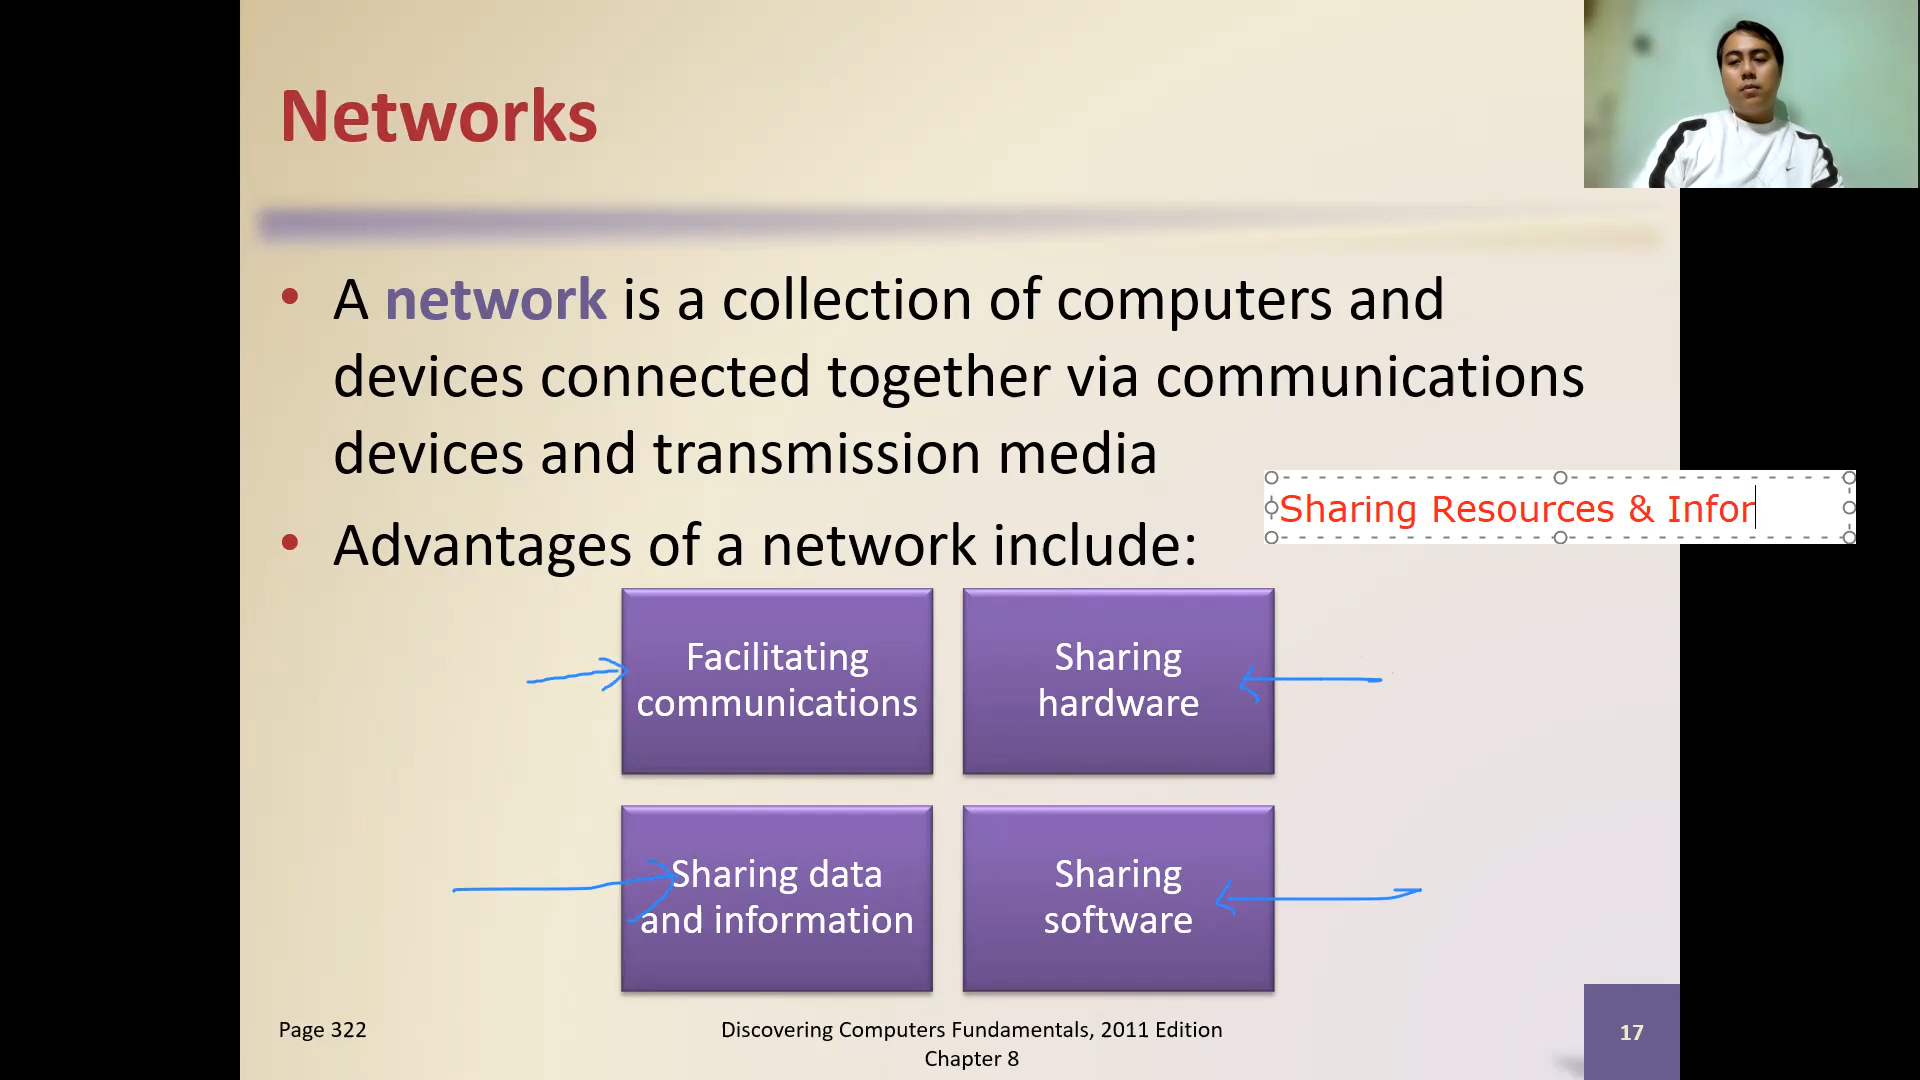 Networks
• A network is a collection of computers and
devices connected together via communications
devices and transmission media
Sharing Resources & Infor
• Advantages of a network include:
Facilitating
communications
Sharing
hardware
Sharing data
and information
Sharing
software
Page 322
Discovering Computers Fundamentals, 2011 Edition
Chapter 8
17